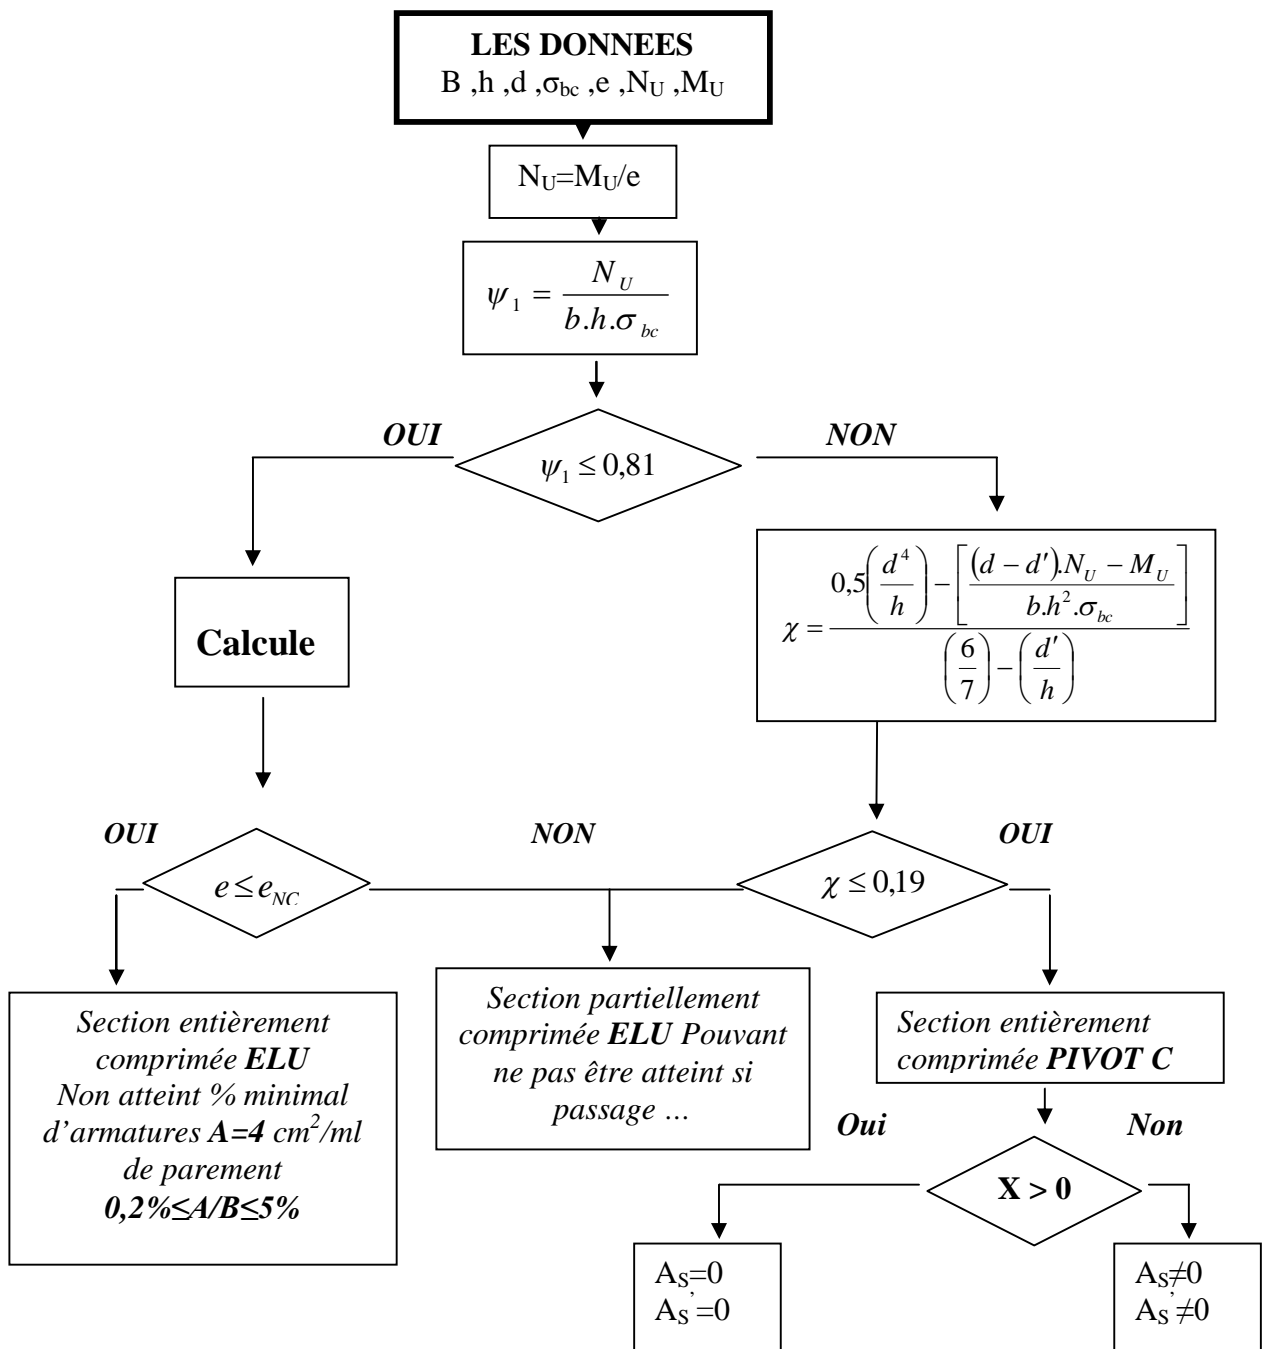 LES DONNEES
B ,h ,d ,σbc ,e ,NU ,MU
NU=MU/e
ψ1 = NU / b.h.σbc
OUI
NON
ψ1 ≤ 0,81
χ = (0,5(d^4/h) − [((d − d′).NU − MU) / (b.h².σbc)]) / ((6/7) − (d′/h))
Calcule
OUI
NON
OUI
e ≤ eNC
χ ≤ 0,19
Section entièrement
comprimée ELU
Non atteint % minimal
d’armatures A=4 cm²/ml
de parement
0,2%≤A/B≤5%
Section partiellement
comprimée ELU Pouvant
ne pas être atteint si
passage …
Section entièrement
comprimée PIVOT C
Oui
Non
X > 0
AS=0
AS’=0
AS≠0
AS’≠0